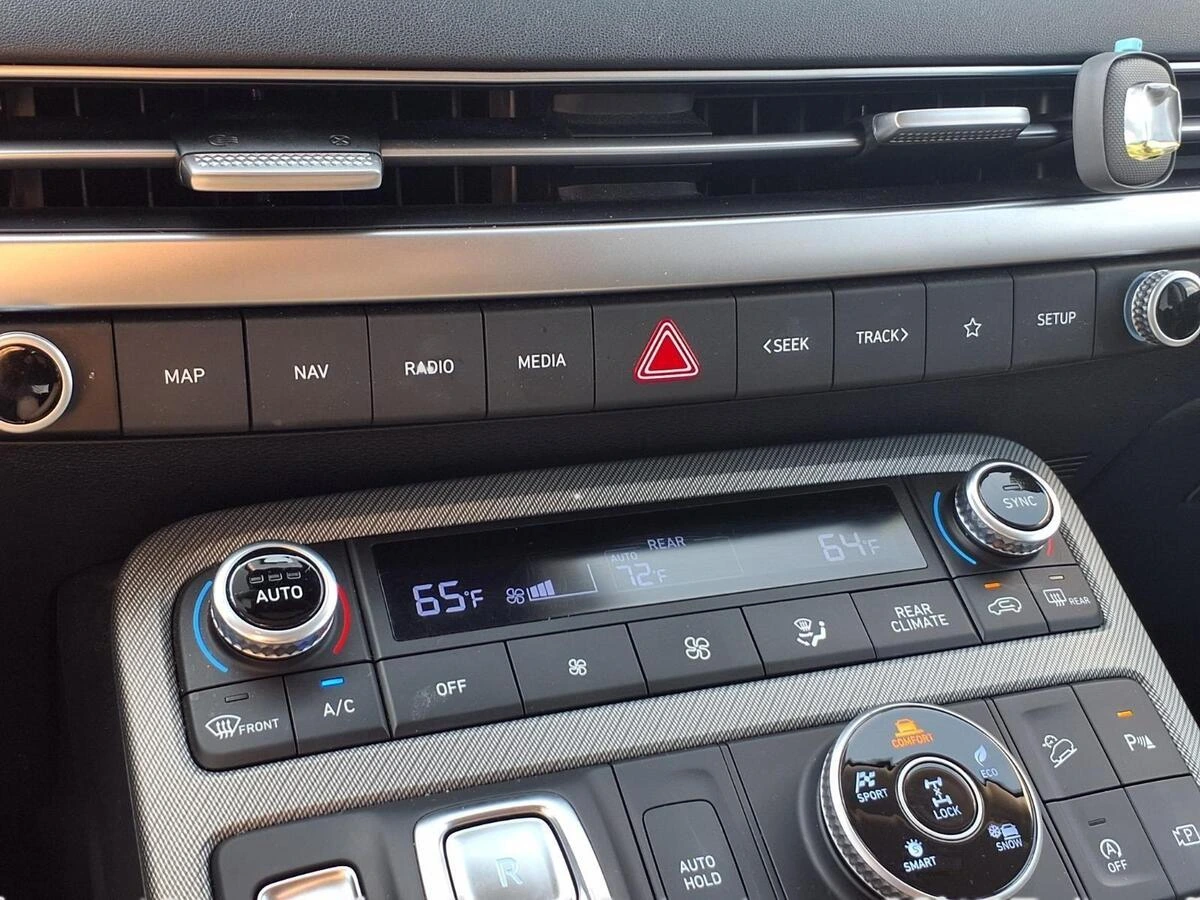 MAP
NAV
RADIO
MEDIA
<SEEK
TRACK>
SETUP
SYNC
AUTO
65°F
REAR
AUTO
72°F
64°F
FRONT
A/C
OFF
REAR
CLIMATE
REAR
R
AUTO
HOLD
COMFORT
SPORT
ECO
LOCK
SMART
SNOW
P
A
OFF
P